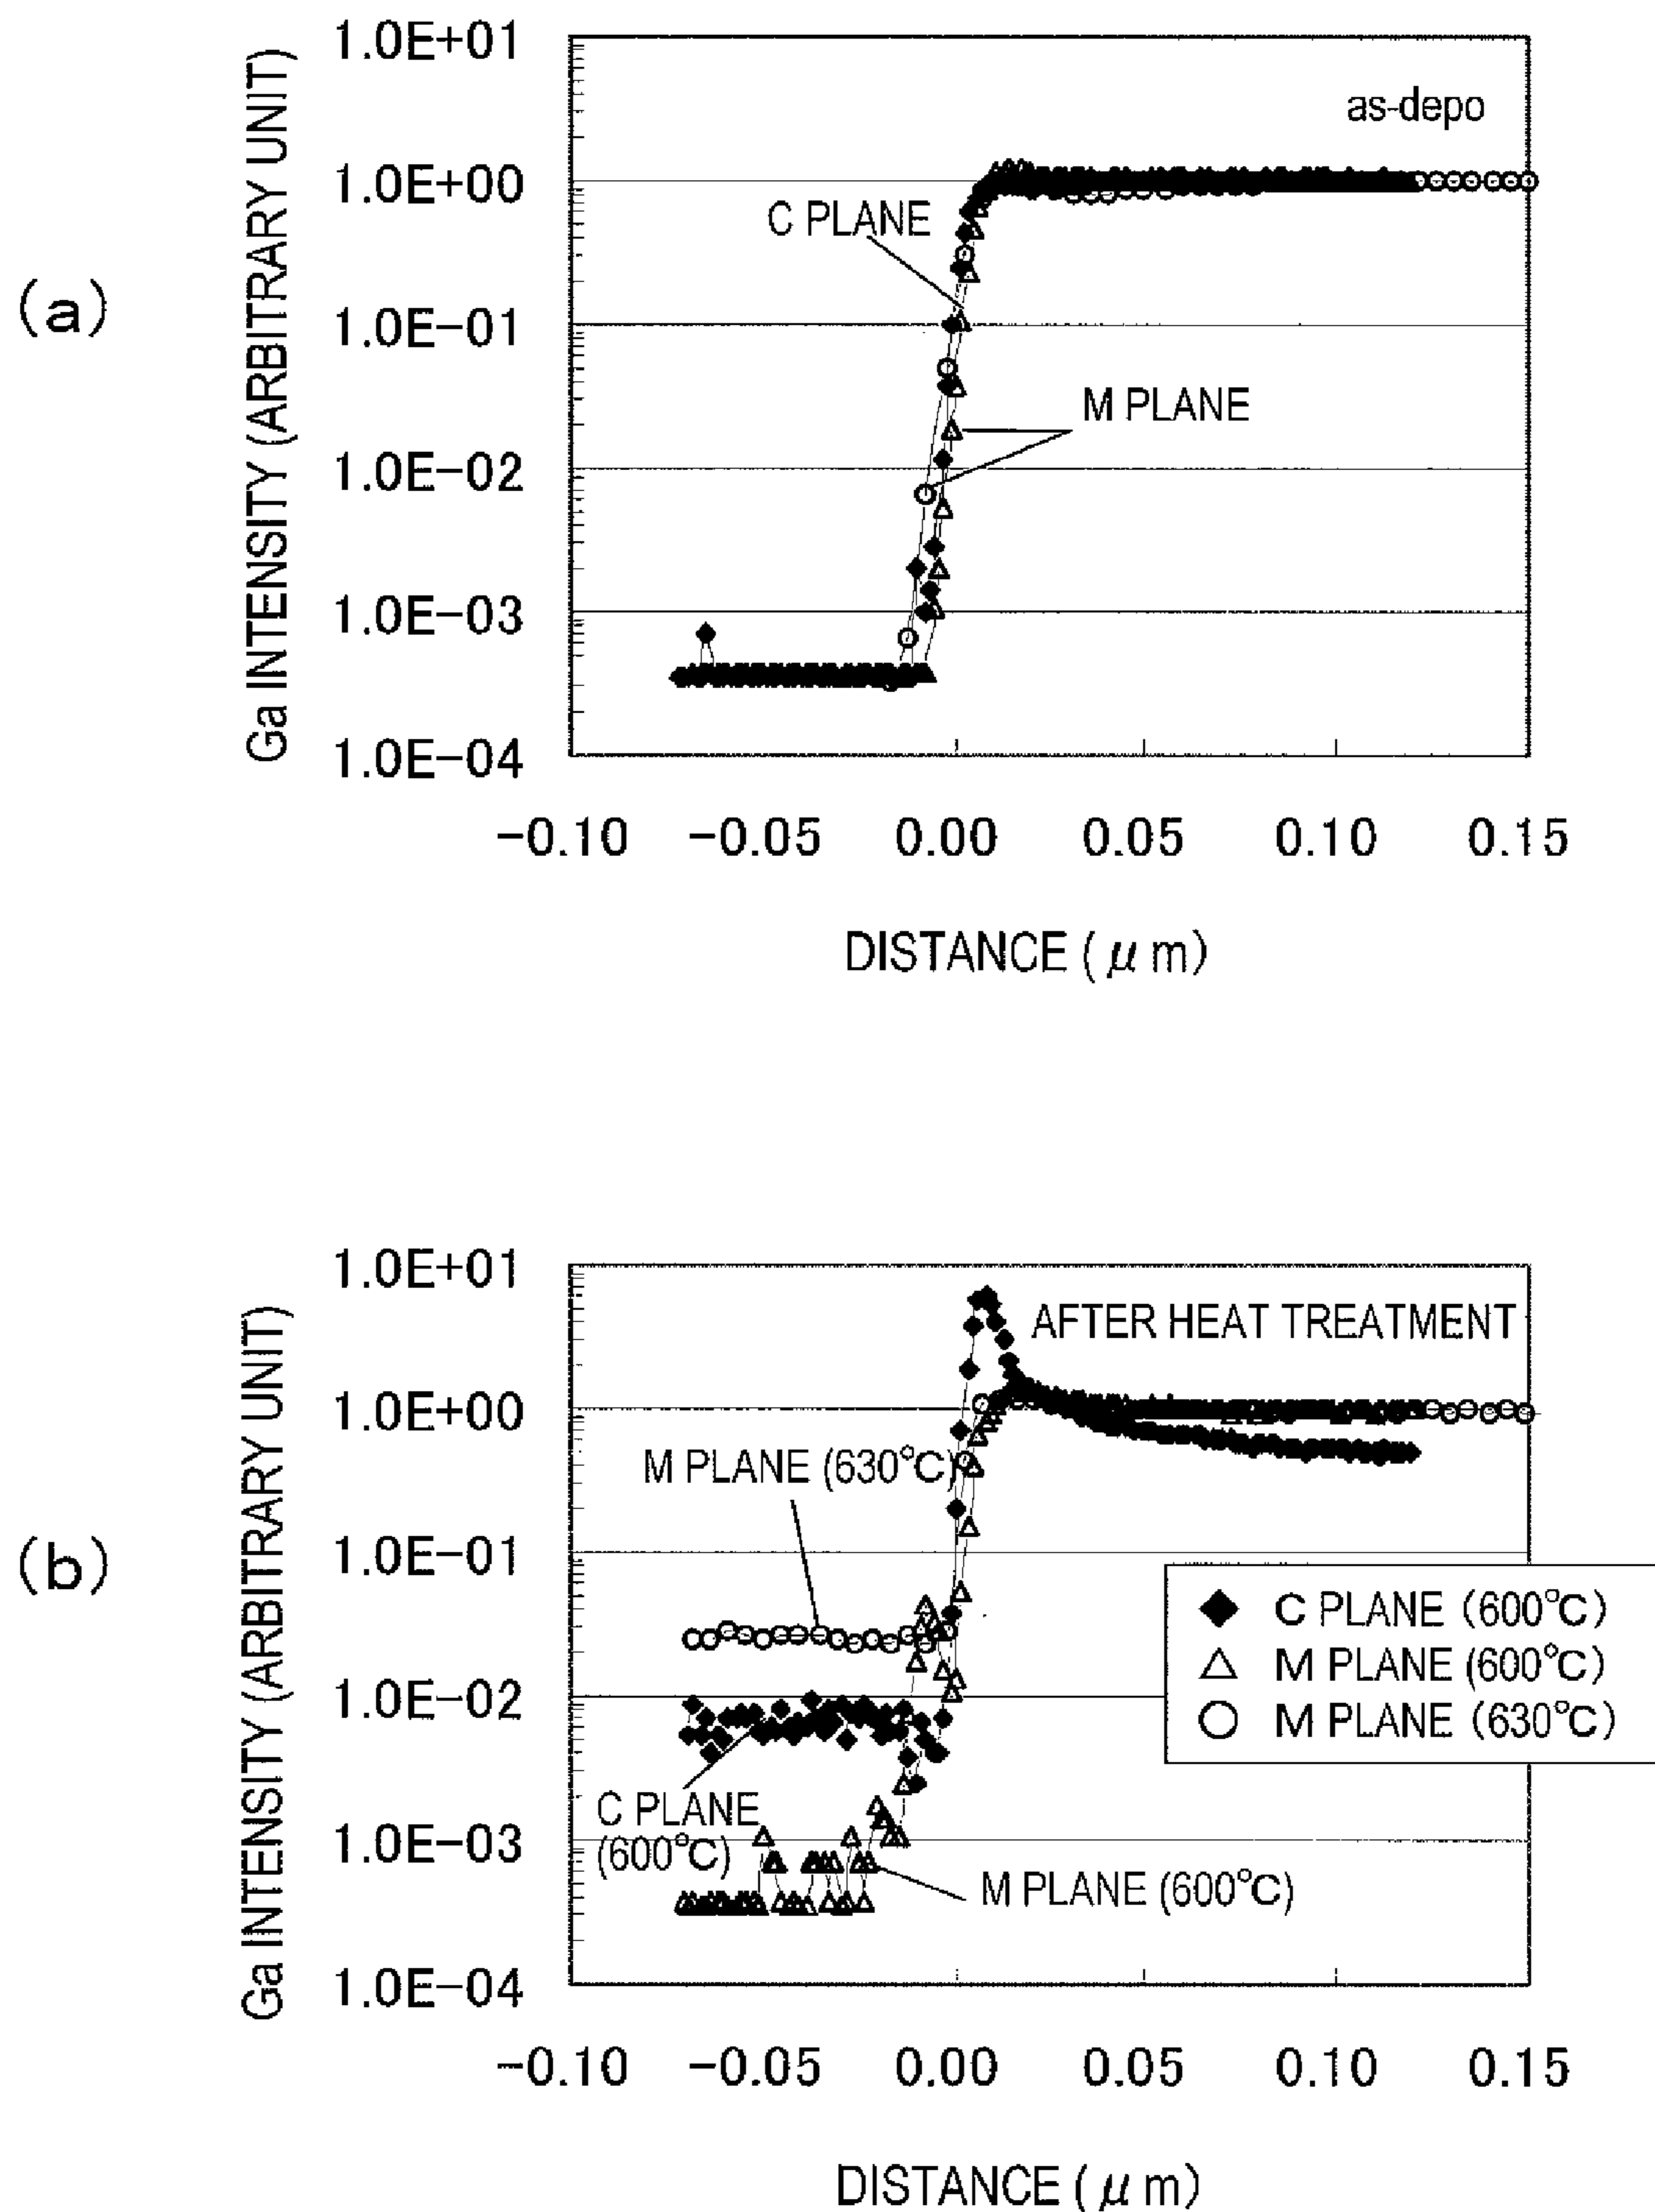 (a)
Ga INTENSITY (ARBITRARY UNIT)
1.0E+01
1.0E+00
1.0E-01
1.0E-02
1.0E-03
1.0E-04
as-depo
C PLANE
M PLANE
-0.10 -0.05 0.00 0.05 0.10 0.15
DISTANCE (μm)
(b)
Ga INTENSITY (ARBITRARY UNIT)
1.0E+01
1.0E+00
1.0E-01
1.0E-02
1.0E-03
1.0E-04
AFTER HEAT TREATMENT
M PLANE (630°C)
C PLANE (600°C)
M PLANE (600°C)
M PLANE (630°C)
C PLANE
(600°C)
M PLANE (600°C)
-0.10 -0.05 0.00 0.05 0.10 0.15
DISTANCE (μm)